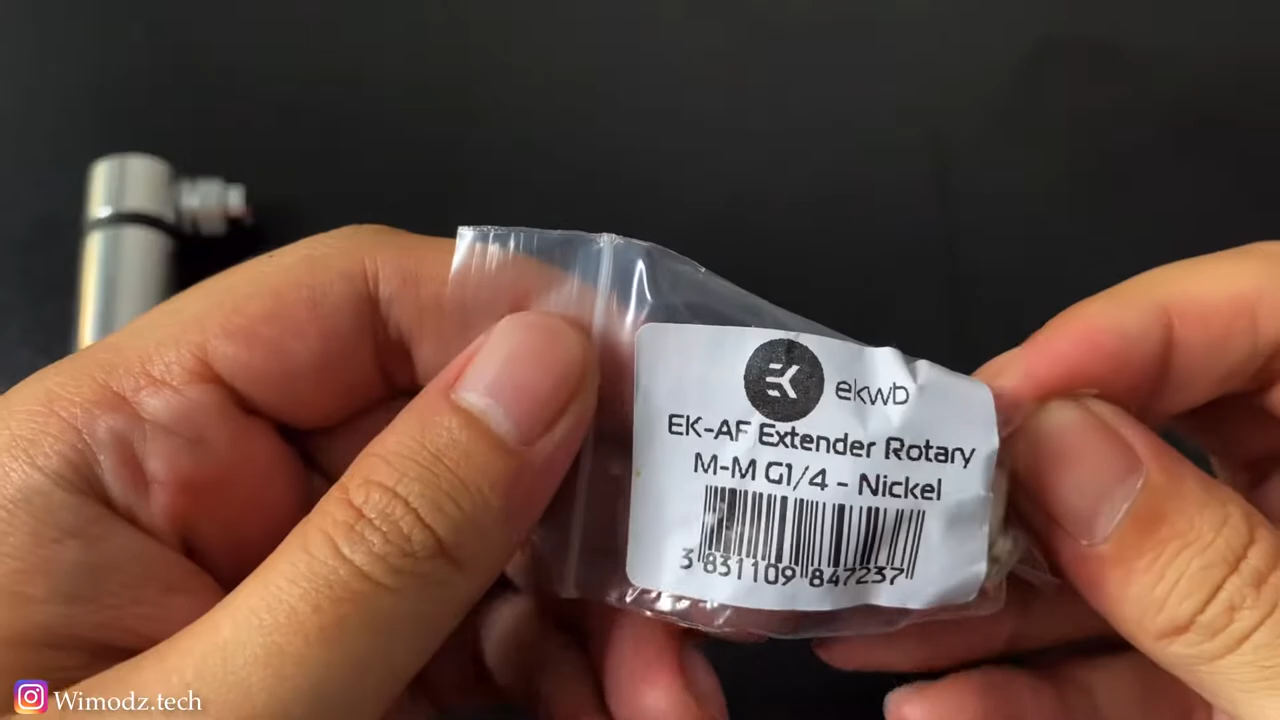 ekwb
EK-AF Extender Rotary
M-M G1/4 - Nickel
3 831109 847237
Wimodz.tech